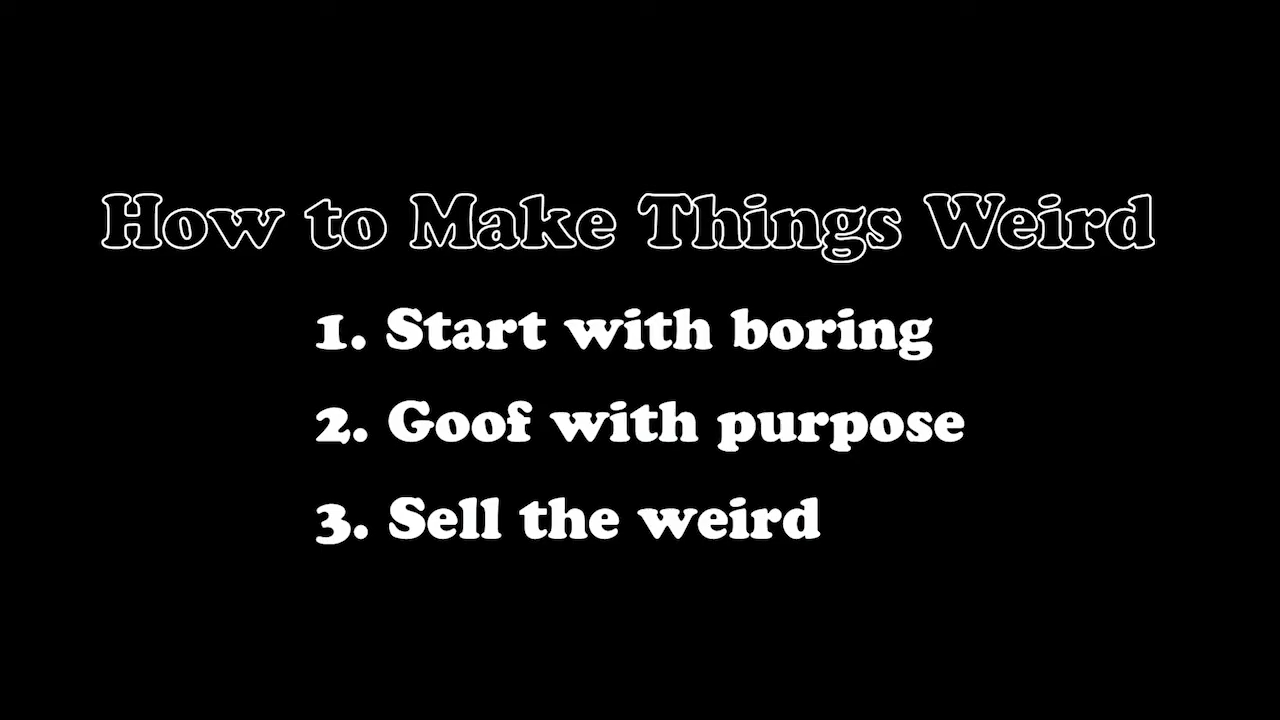 How to Make Things Weird
1. Start with boring
2. Goof with purpose
3. Sell the weird